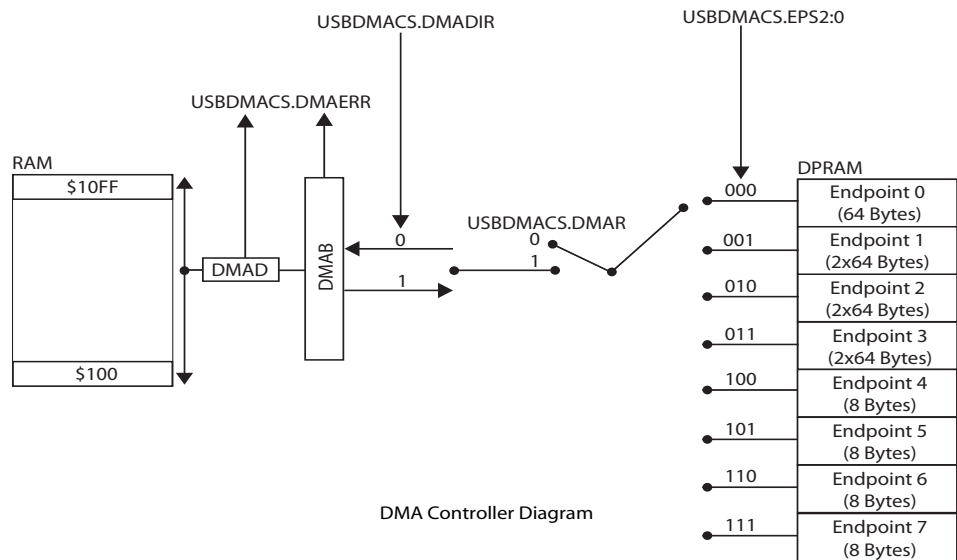 USBDMACS.DMADIR
USBDMACS.EPS2:0
USBDMACS.DMAERR
RAM
$10FF
$100
DMAD
DMAB
0
1
USBDMACS.DMAR
0
1
DPRAM
000
Endpoint 0
(64 Bytes)
001
Endpoint 1
(2x64 Bytes)
010
Endpoint 2
(2x64 Bytes)
011
Endpoint 3
(2x64 Bytes)
100
Endpoint 4
(8 Bytes)
101
Endpoint 5
(8 Bytes)
110
Endpoint 6
(8 Bytes)
111
Endpoint 7
(8 Bytes)
DMA Controller Diagram